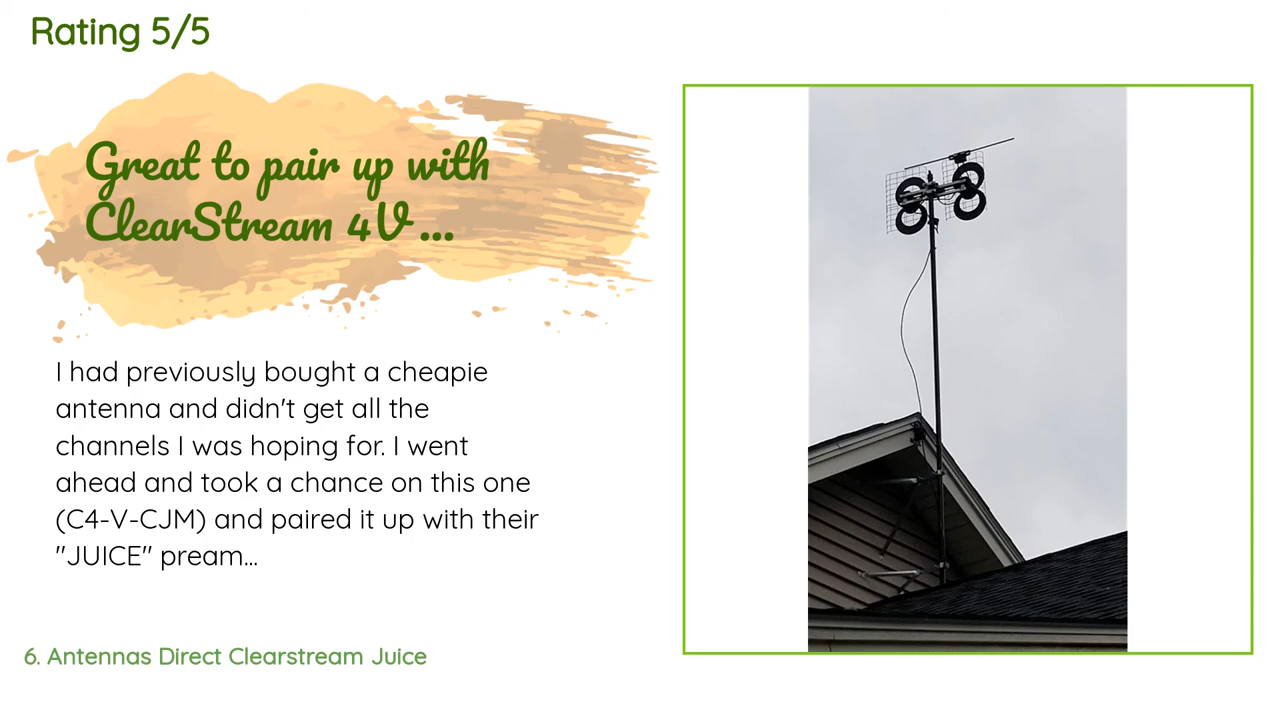 Rating 5/5
Great to pair up with
ClearStream 4V...
I had previously bought a cheapie
antenna and didn't get all the
channels I was hoping for. I went
ahead and took a chance on this one
(C4-V-CJM) and paired it up with their
"JUICE" pream...
6. Antennas Direct Clearstream Juice